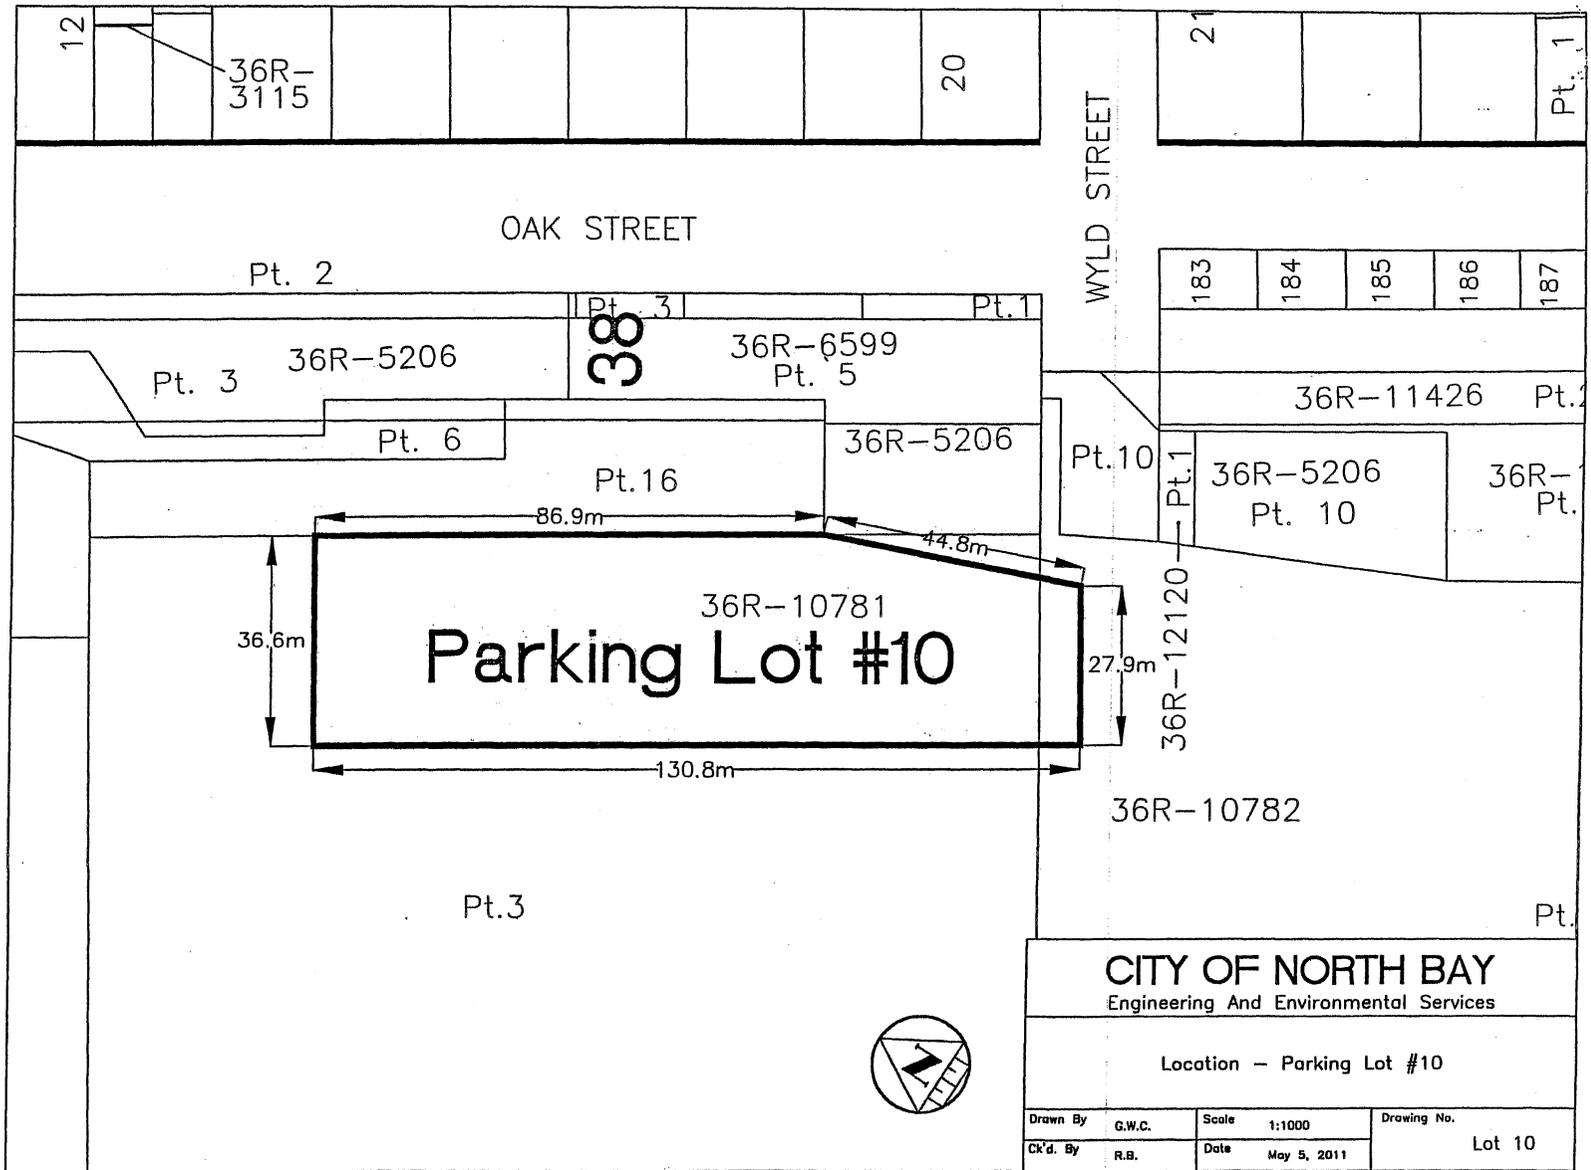 12
36R-
3115
20
21
Pt. 1
WYLD STREET
OAK STREET
Pt. 2
183
184
185
186
187
Pt. 3
Pt.1
38
36R-5206
36R-6599
Pt. 3
Pt. 5
36R-11426
Pt.2
Pt. 6
36R-5206
Pt.10
Pt.1
36R-5206
36R-
Pt.16
Pt. 10
Pt.
86.9m
44.8m
36R-10781
36.6m
Parking Lot #10
27.9m
36R-12120
130.8m
36R-10782
Pt.3
Pt.
N
CITY OF NORTH BAY
Engineering And Environmental Services
Location - Parking Lot #10
Drawn By G.W.C.
Scale 1:1000
Drawing No.
Ck'd. By R.B.
Date May 5, 2011
Lot 10